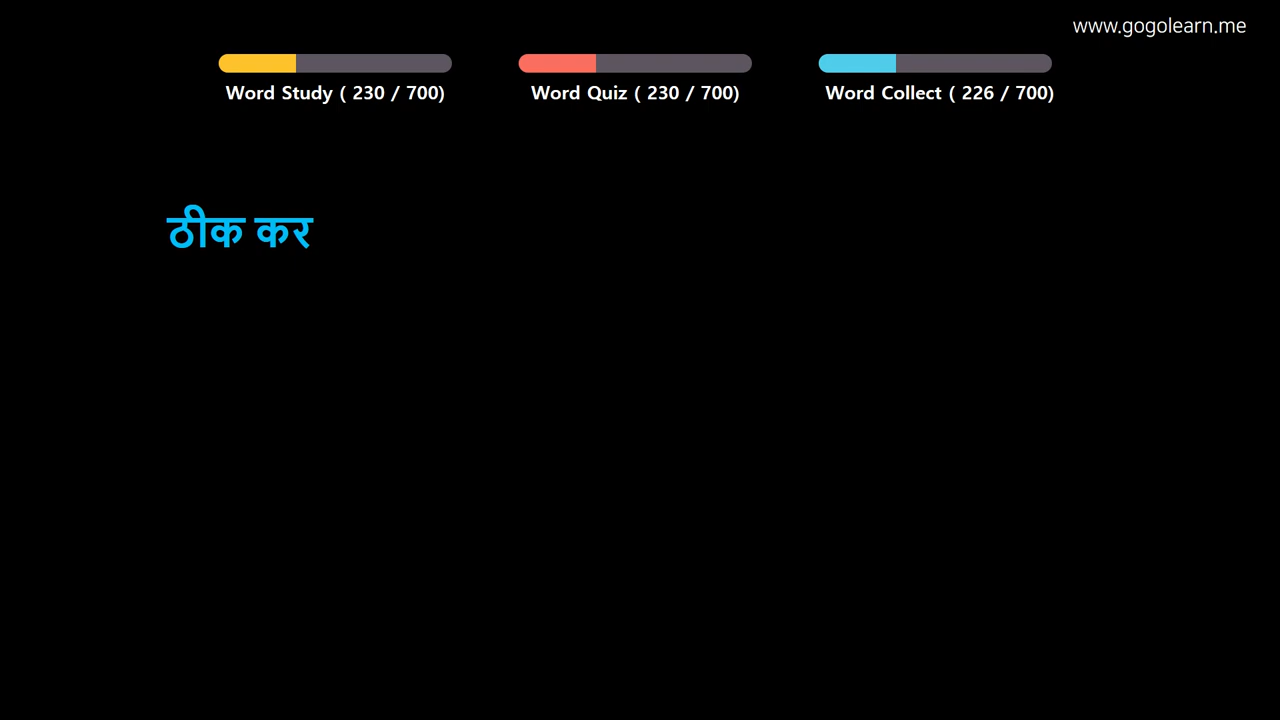 www.gogolearn.me
Word Study ( 230 / 700)
Word Quiz ( 230 / 700)
Word Collect ( 226 / 700)
ठीक कर